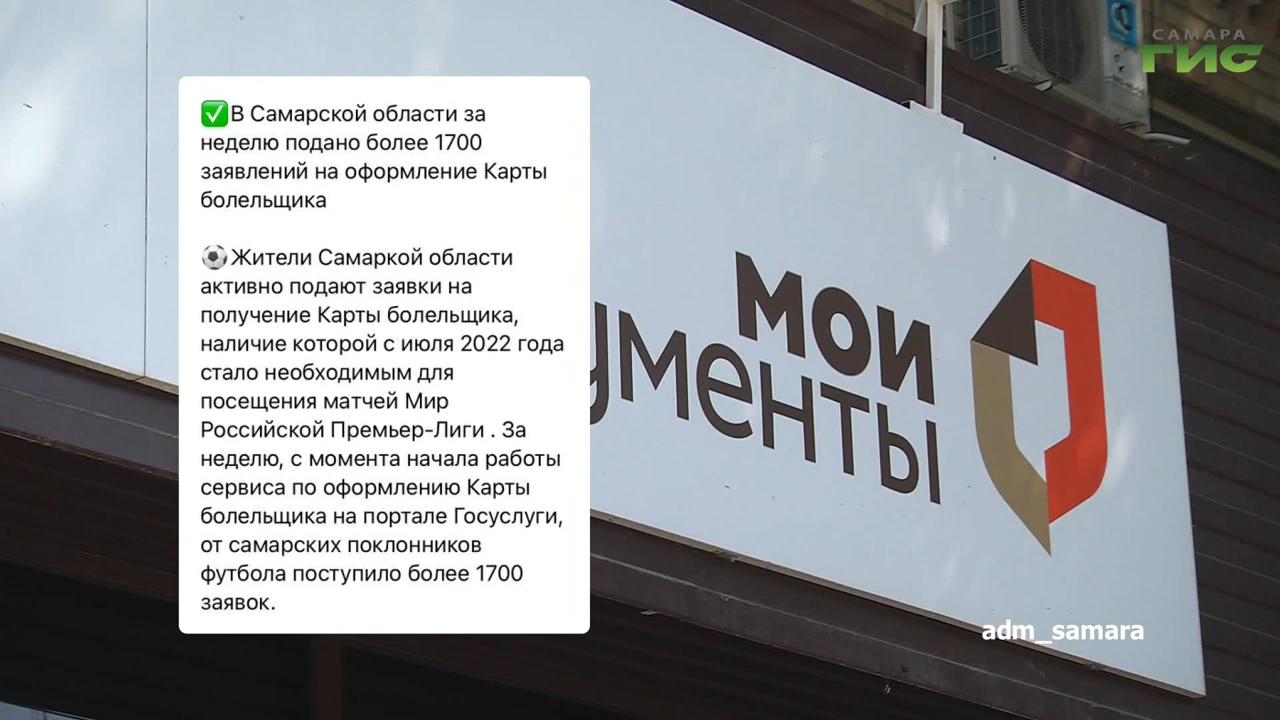 САМАРА
ГИС
✅В Самарской области за
неделю подано более 1700
заявлений на оформление Карты
болельщика
⚽Жители Самаркой области
активно подают заявки на
получение Карты болельщика,
наличие которой с июля 2022 года
стало необходимым для
посещения матчей Мир
Российской Премьер-Лиги . За
неделю, с момента начала работы
сервиса по оформлению Карты
болельщика на портале Госуслуги,
от самарских поклонников
футбола поступило более 1700
заявок.
мои
ументы
adm_samara